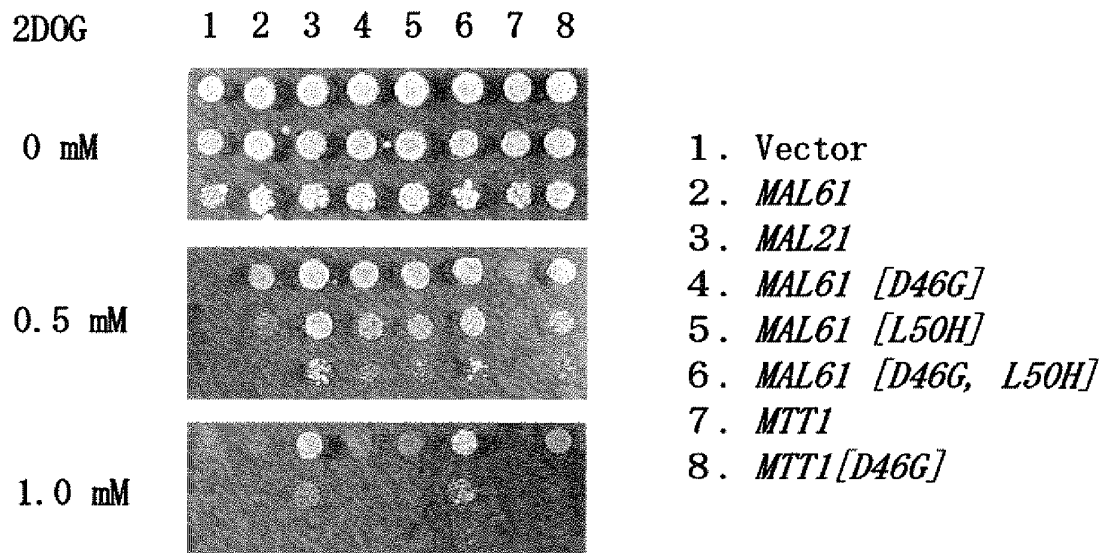 2DOG 1 2 3 4 5 6 7 8
0 mM
0.5 mM
1.0 mM
1. Vector
2. MAL61
3. MAL21
4. MAL61 [D46G]
5. MAL61 [L50H]
6. MAL61 [D46G, L50H]
7. MTT1
8. MTT1[D46G]